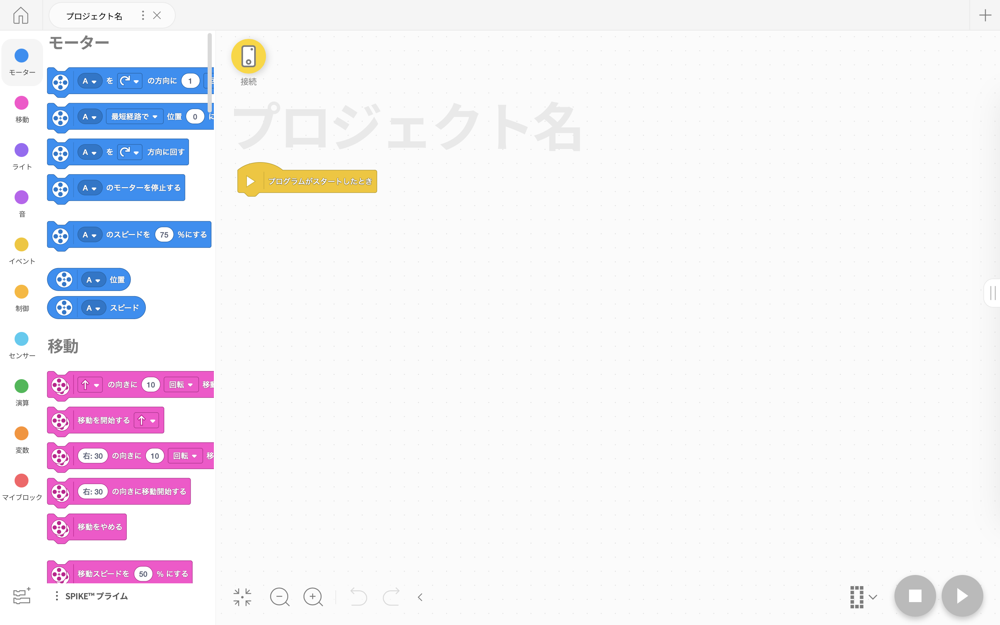 プロジェクト名
モーター
モーター
移動
ライト
音
イベント
制御
センサー
演算
変数
マイブロック
A を の方向に 1
A 最短経路で 位置 0 に
A を 方向に回す
A のモーターを停止する
A のスピードを 75 %にする
A 位置
A スピード
移動
の向きに 10 回転 移動
移動を開始する
右: 30 の向きに 10 回転 移
右: 30 の向きに移動開始する
移動をやめる
移動スピードを 50 % にする
SPIKE™ プライム
接続
プロジェクト名
プログラムがスタートしたとき